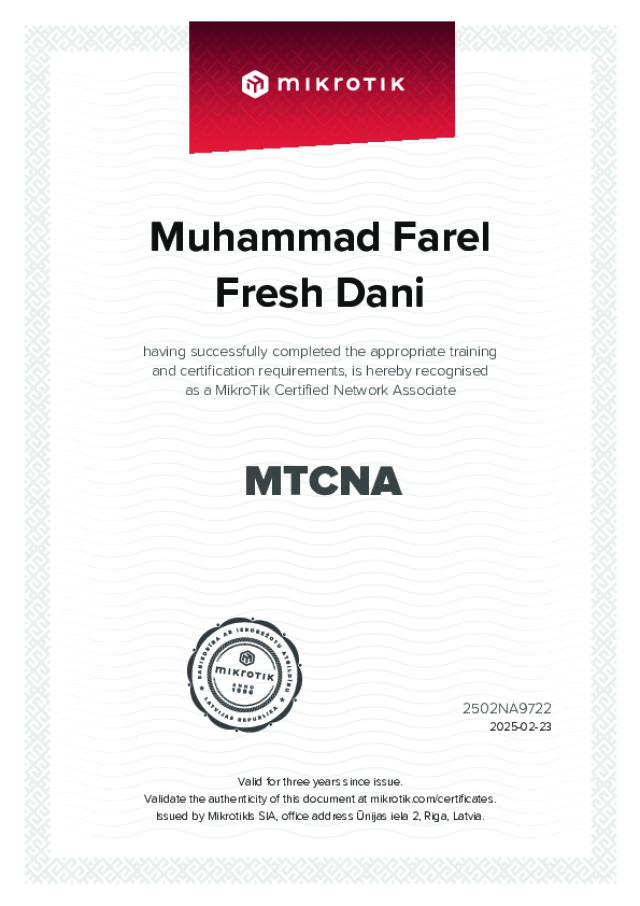 mikrotik
Muhammad Farel
Fresh Dani
having successfully completed the appropriate training
and certification requirements, is hereby recognised
as a MikroTik Certified Network Associate
MTCNA
SABIEDRĪBA AR IEROBEŽOTU ATBILDĪBU
mikrotik
ANNO
1996
LATVIJAS REPUBLIKA
2502NA9722
2025-02-23
Valid for three years since issue.
Validate the authenticity of this document at mikrotik.com/certificates.
Issued by Mikrotikls SIA, office address Ūnijas iela 2, Riga, Latvia.